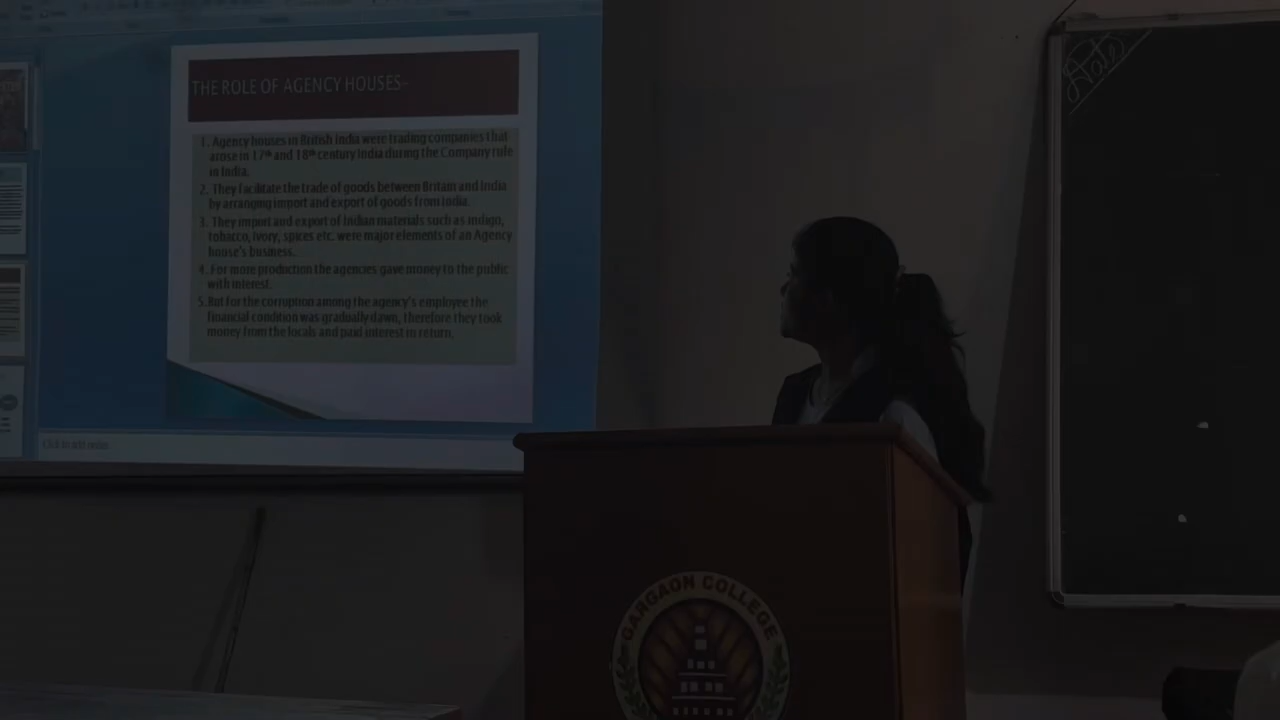 THE ROLE OF AGENCY HOUSES-
1. Agency houses in British India were trading companies that
arose in 17th and 18th century India during the Company rule
in India.
2. They facilitate the trade of goods between Britain and India
by arranging import and export of goods from India.
3. They import and export of Indian materials such as indigo,
tobacco, ivory, spices etc. were major elements of an Agency
house's business.
4. For more production the agencies gave money to the public
with interest.
5. But for the corruption among the agency's employee the
financial condition was gradually dawn, therefore they took
money from the locals and paid interest in return.
Click to add notes
GARGAON COLLEGE